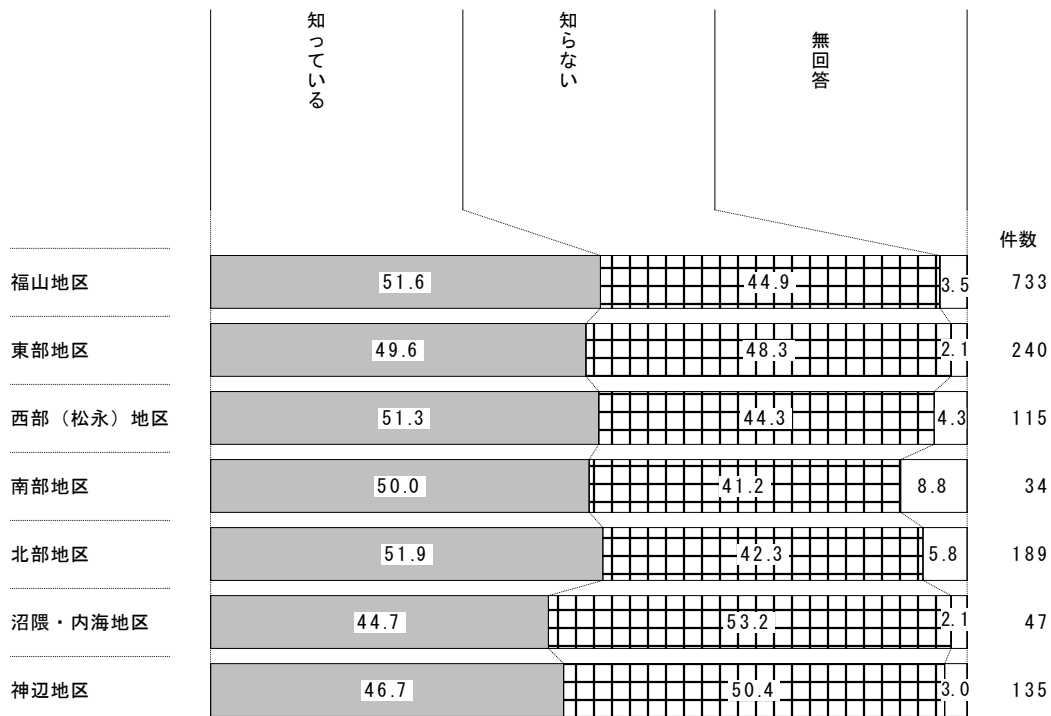 知っている
知らない
無回答
件数
福山地区 51.6 44.9 3.5 733
東部地区 49.6 48.3 2.1 240
西部（松永）地区 51.3 44.3 4.3 115
南部地区 50.0 41.2 8.8 34
北部地区 51.9 42.3 5.8 189
沼隈・内海地区 44.7 53.2 2.1 47
神辺地区 46.7 50.4 3.0 135